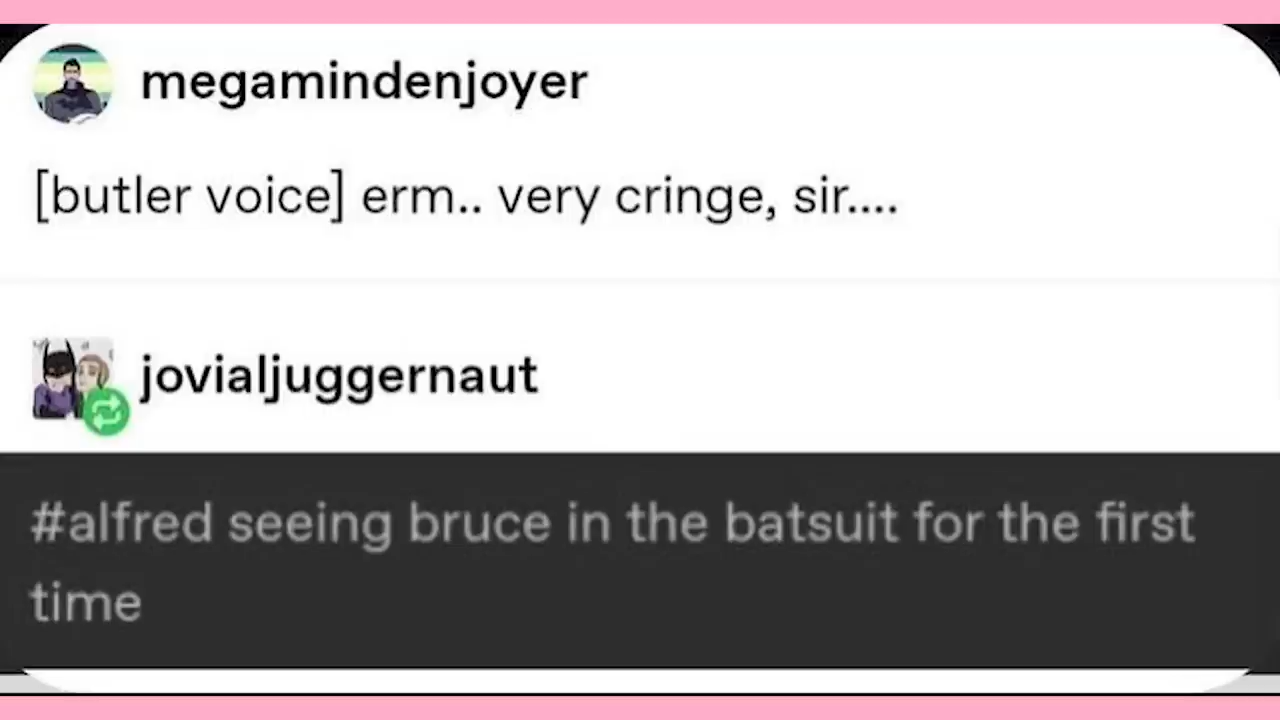 megamindenjoyer
[butler voice] erm.. very cringe, sir....
jovialjuggernaut
#alfred seeing bruce in the batsuit for the first
time